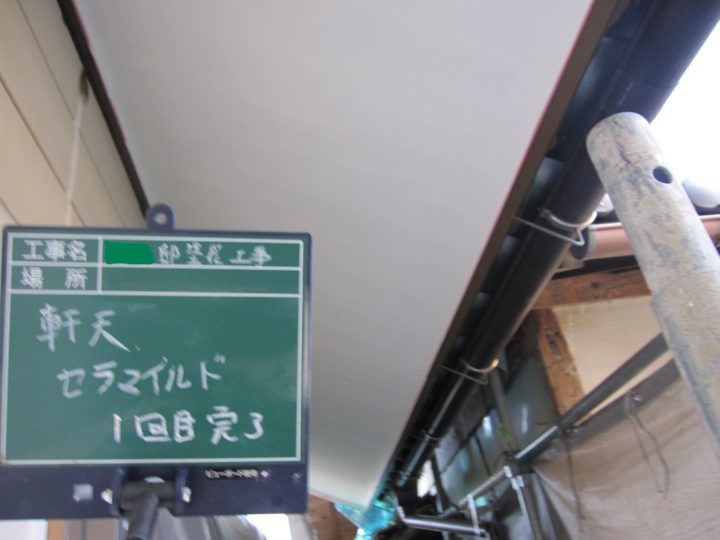 工事名 邸塗装工事
場所
軒天
セラマイルド
1回目完了